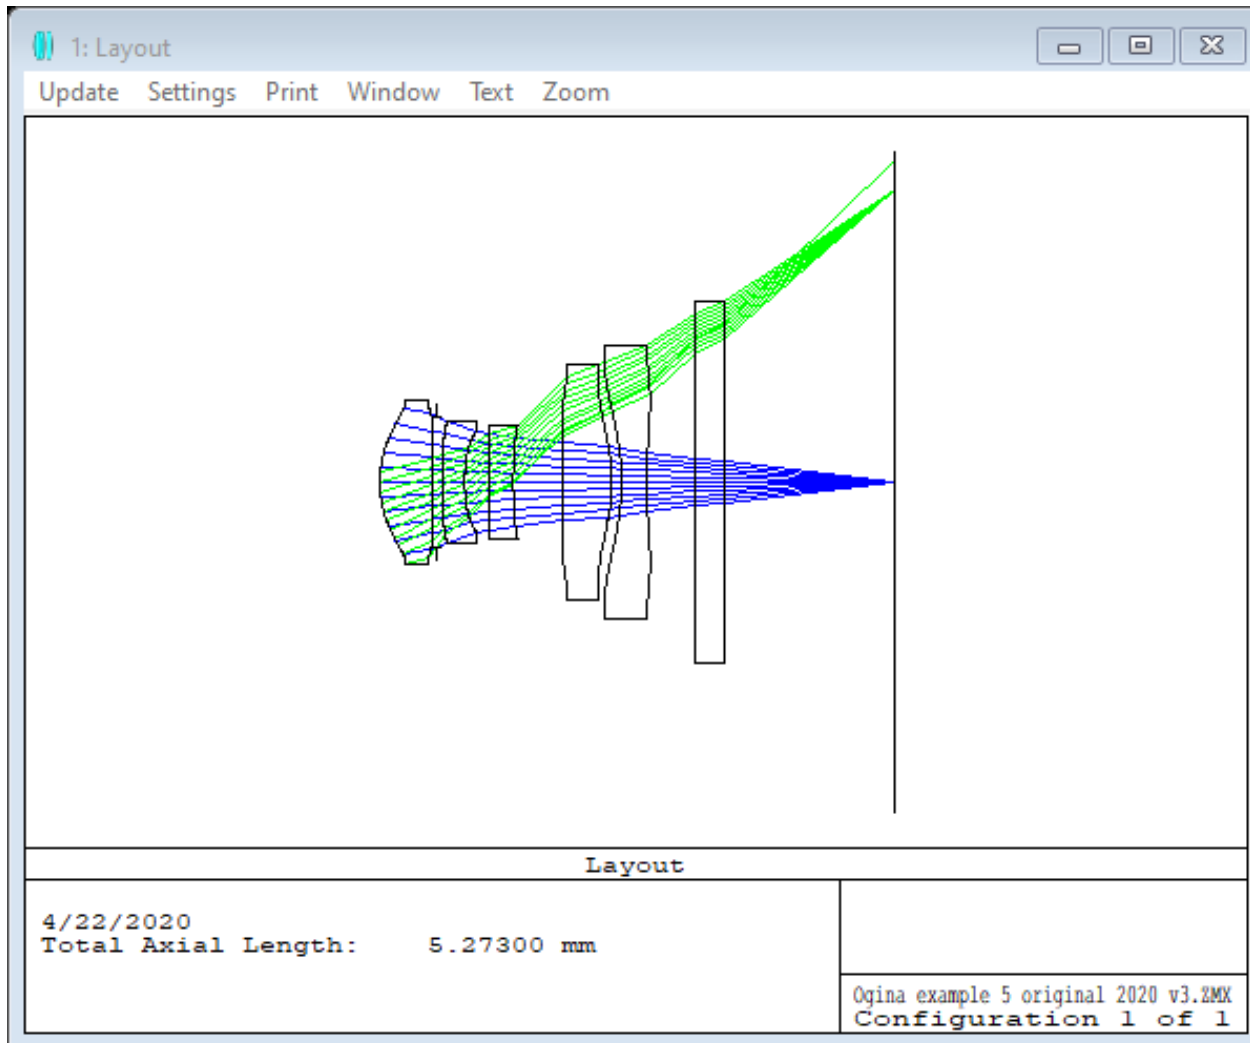 1: Layout
Update Settings Print Window Text Zoom
Layout
4/22/2020
Total Axial Length: 5.27300 mm
Ogina example 5 original 2020 v3.ZMX
Configuration 1 of 1